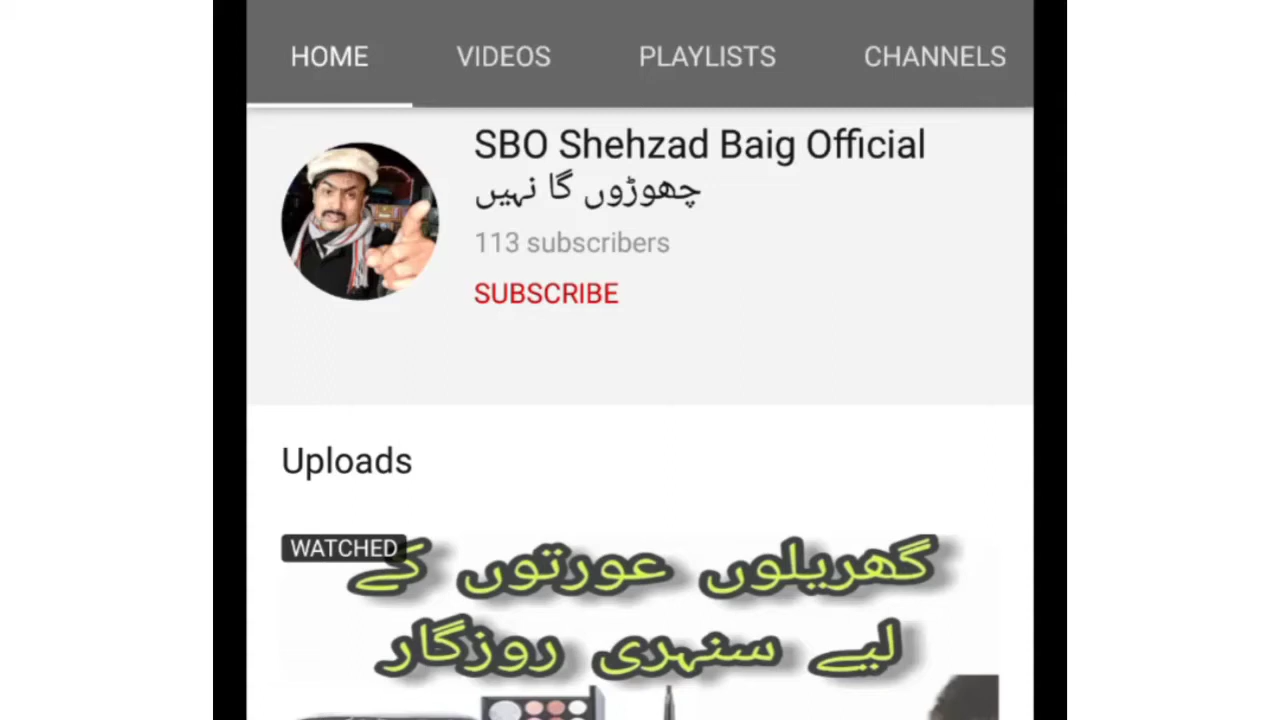 HOME VIDEOS PLAYLISTS CHANNELS
SBO Shehzad Baig Official
چھوڑوں گا نہیں
113 subscribers
SUBSCRIBE
Uploads
WATCHED
گھریلوں عورتوں کے
لیے سنہری روزگار